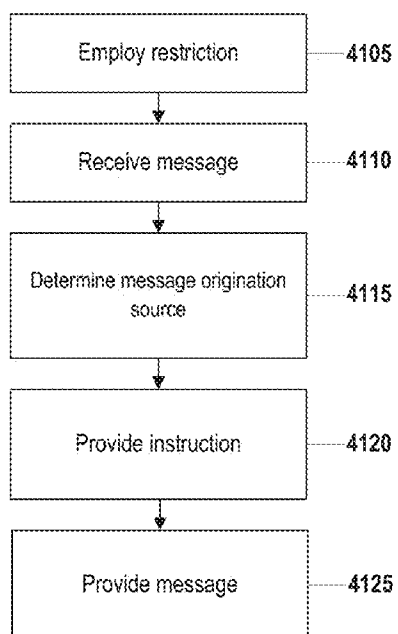 Employ restriction 4105
Receive message 4110
Determine message origination
source 4115
Provide instruction 4120
Provide message 4125